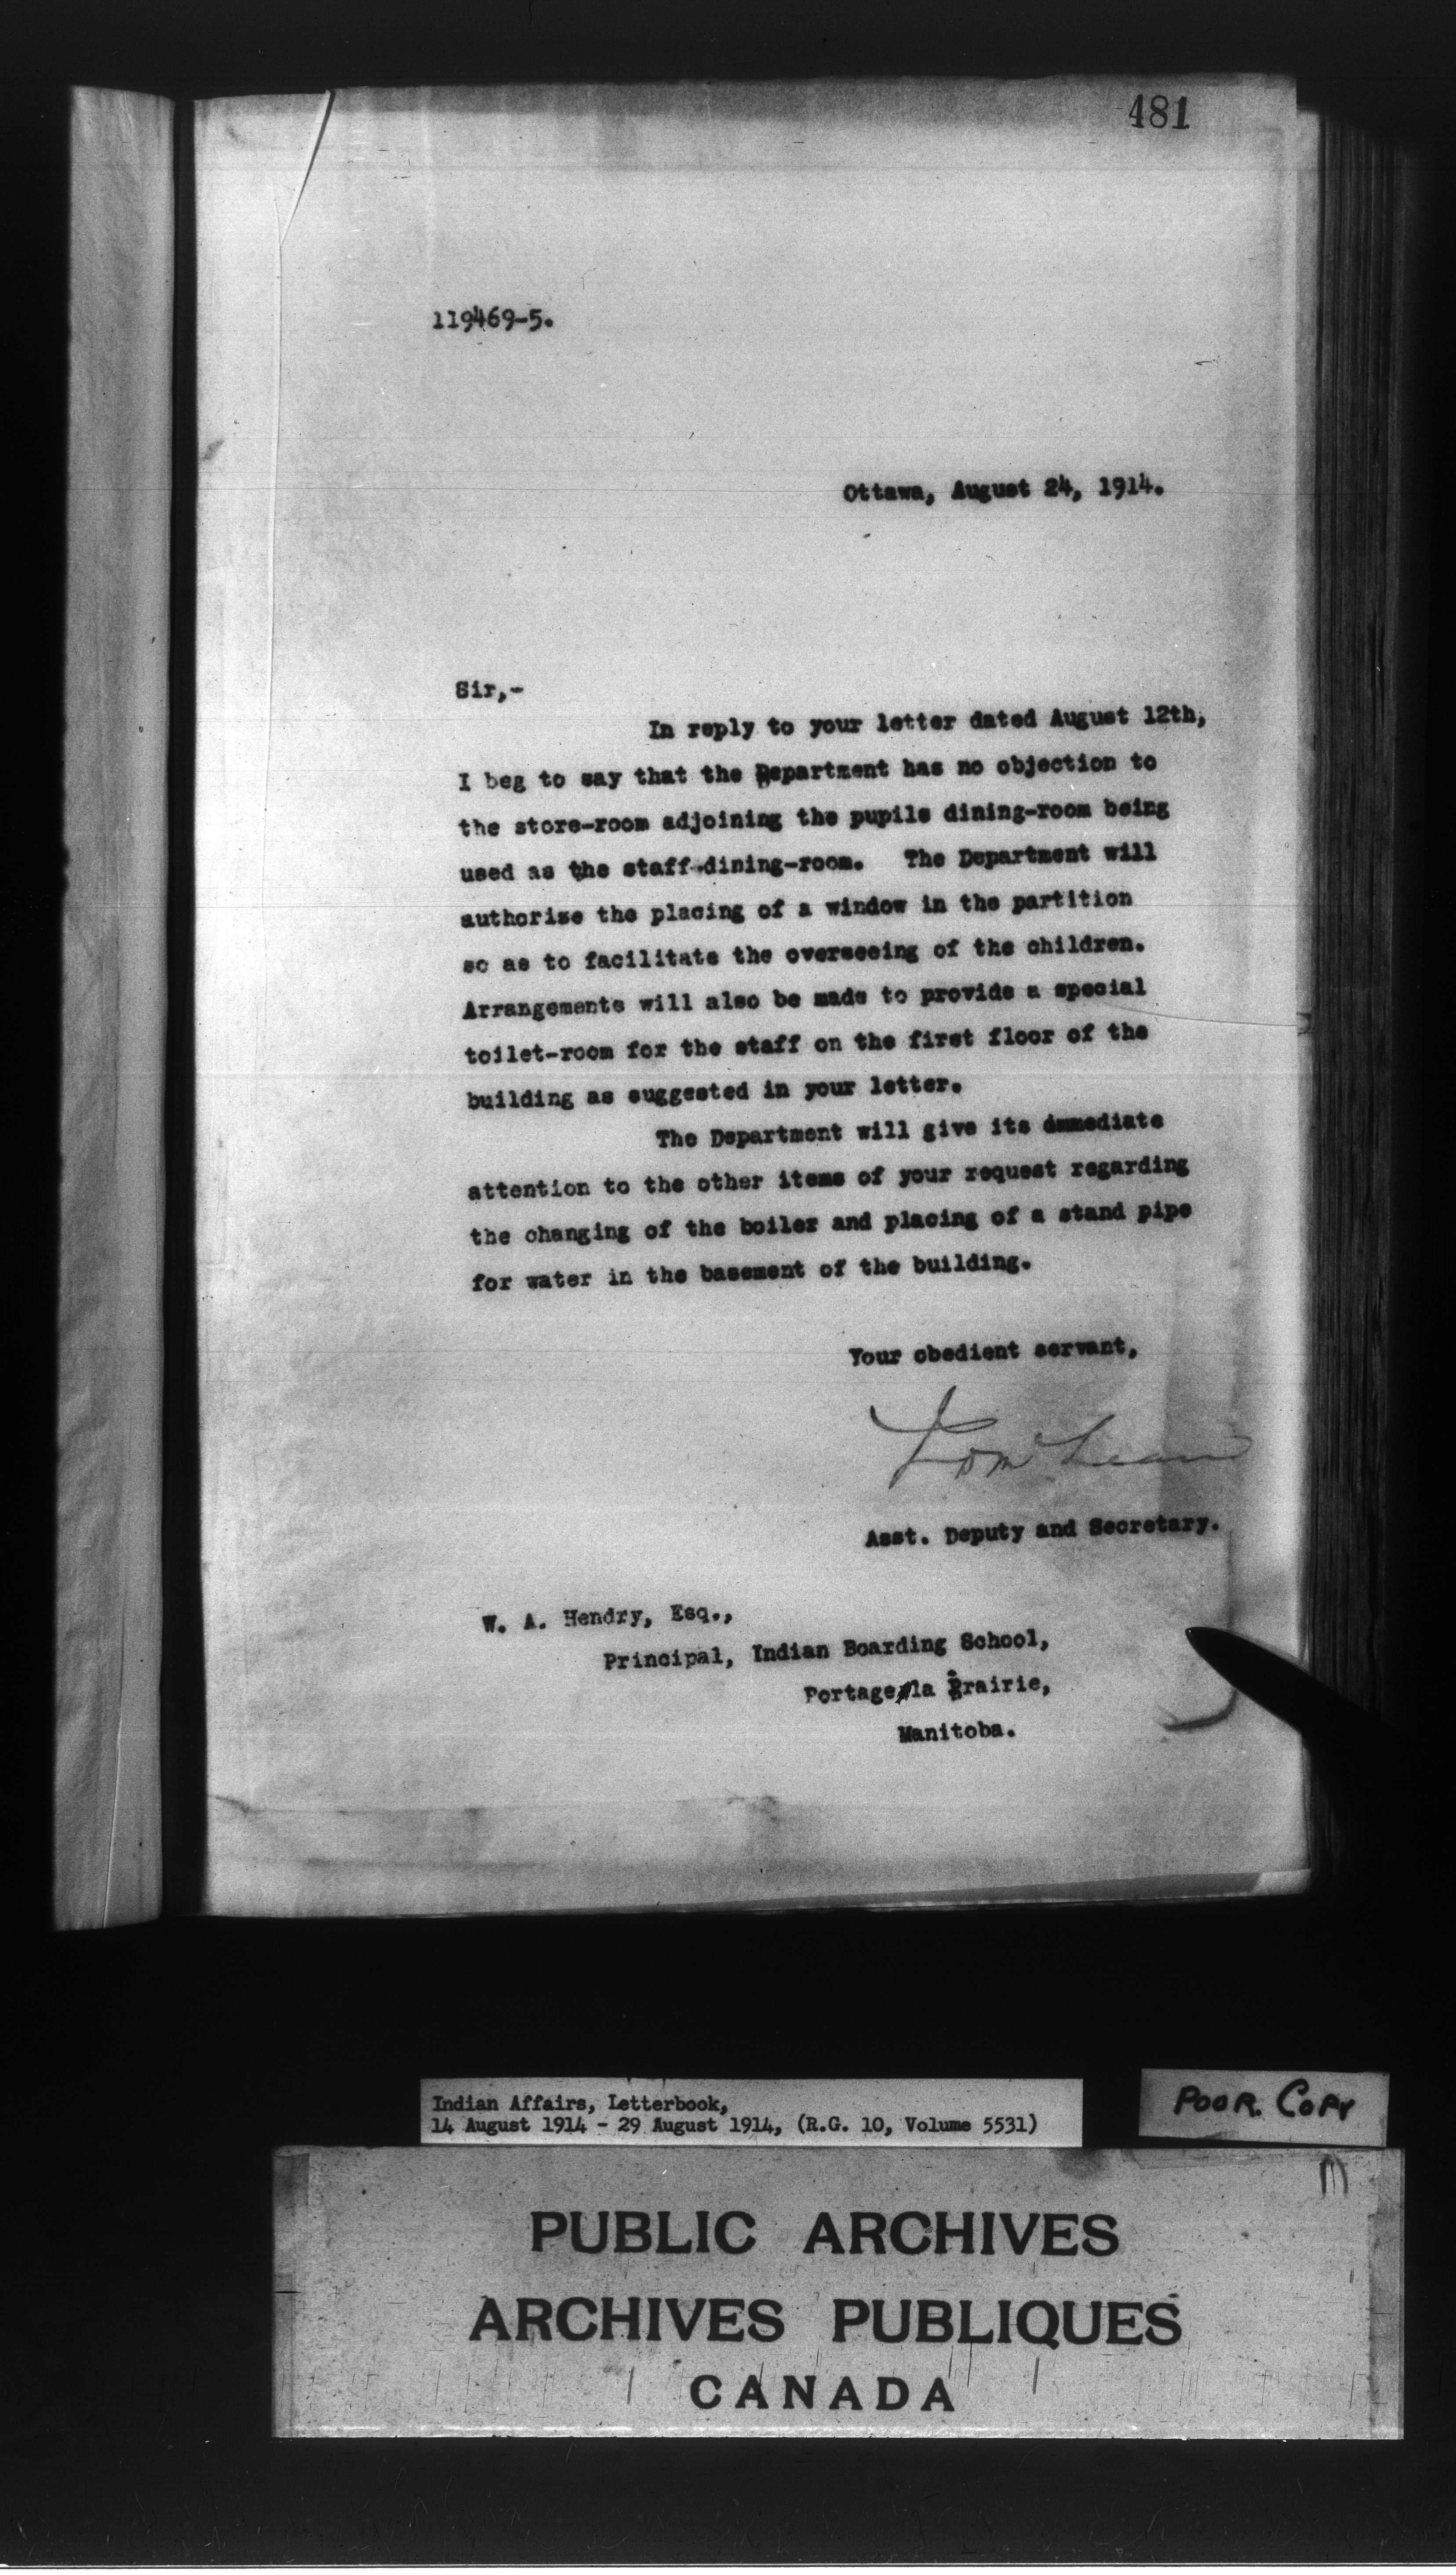 481
119469-5.
Ottawa, August 24, 1914.
Sir,-
In reply to your letter dated August 12th,
I beg to say that the Department has no objection to
the store-room adjoining the pupils dining-room being
used as the staff dining-room. The Department will
authorize the placing of a window in the partition
so as to facilitate the overseeing of the children.
Arrangements will also be made to provide a special
toilet-room for the staff on the first floor of the
building as suggested in your letter.
The Department will give its immediate
attention to the other items of your request regarding
the changing of the boiler and placing of a stand pipe
for water in the basement of the building.
Your obedient servant,
Asst. Deputy and Secretary.
W. A. Hendry, Esq.,
Principal, Indian Boarding School,
Portage la Prairie,
Manitoba.
Indian Affairs, Letterbook,
14 August 1914 - 29 August 1914, (R.G. 10, Volume 5531)
POOR. COPY
PUBLIC ARCHIVES
ARCHIVES PUBLIQUES
CANADA